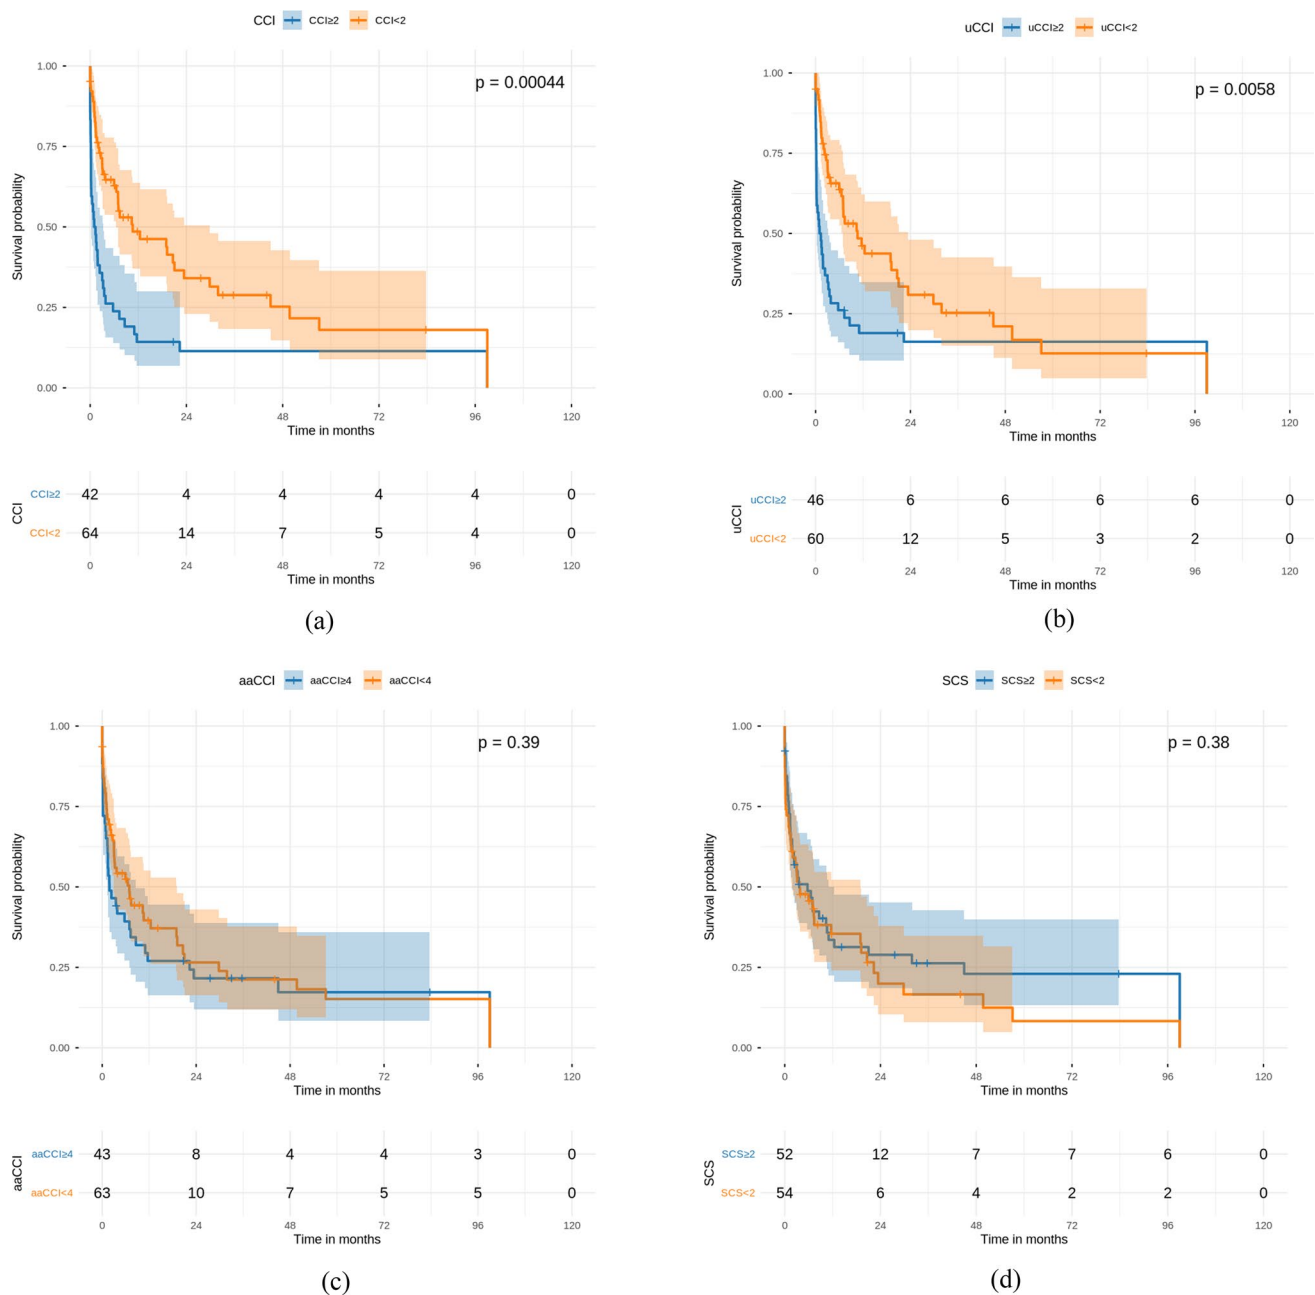 CCI CCI≥2 CCI<2
p = 0.00044
1.00
0.75
0.50
0.25
0.00
Survival probability
0 24 48 72 96 120
Time in months
CCI
CCI≥2 42 4 4 4 4 0
CCI<2 64 14 7 5 4 0
0 24 48 72 96 120
Time in months
(a)
uCCI uCCI≥2 uCCI<2
p = 0.0058
1.00
0.75
0.50
0.25
0.00
Survival probability
0 24 48 72 96 120
Time in months
uCCI
uCCI≥2 46 6 6 6 6 0
uCCI<2 60 12 5 3 2 0
0 24 48 72 96 120
Time in months
(b)
aaCCI aaCCI≥4 aaCCI<4
p = 0.39
1.00
0.75
0.50
0.25
0.00
Survival probability
0 24 48 72 96 120
Time in months
aaCCI
aaCCI≥4 43 8 4 4 3 0
aaCCI<4 63 10 7 5 5 0
0 24 48 72 96 120
Time in months
(c)
SCS SCS≥2 SCS<2
p = 0.38
1.00
0.75
0.50
0.25
0.00
Survival probability
0 24 48 72 96 120
Time in months
SCS
SCS≥2 52 12 7 7 6 0
SCS<2 54 6 4 2 2 0
0 24 48 72 96 120
Time in months
(d)